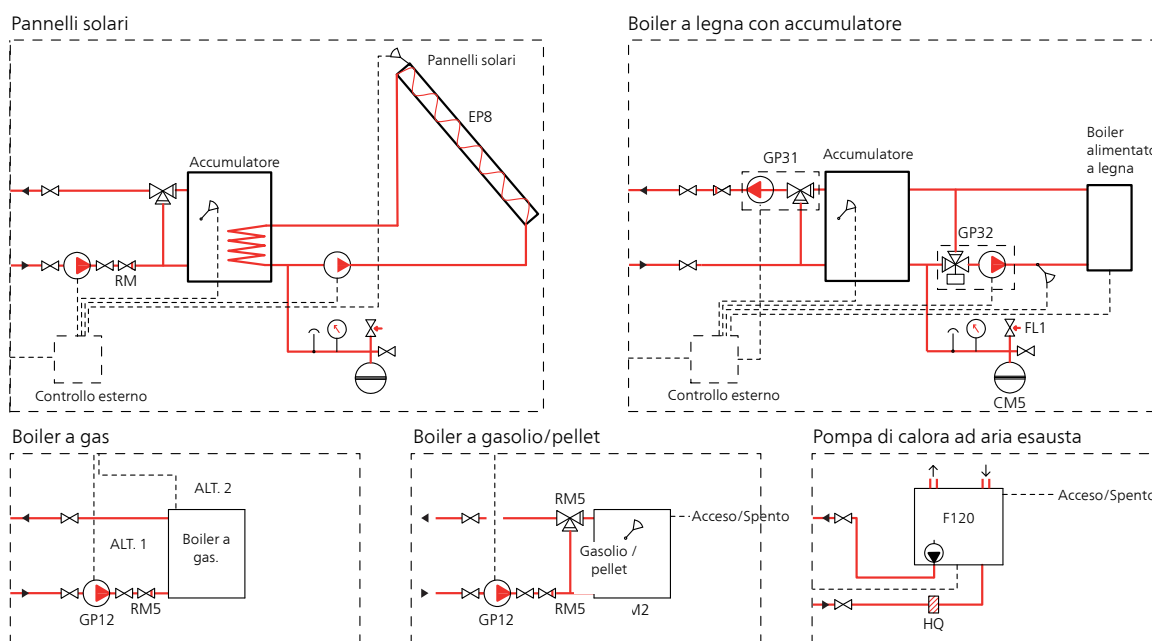 Pannelli solari
Pannelli solari
EP8
Accumulatore
RM
Controllo esterno
Boiler a legna con accumulatore
GP31
Accumulatore
Boiler
alimentato
a legna
GP32
FL1
CM5
Controllo esterno
Boiler a gas
ALT. 2
ALT. 1
Boiler a
gas.
GP12
RM5
Boiler a gasolio/pellet
RM5
Acceso/Spento
Gasolio /
pellet
GP12
RM5
M2
Pompa di calora ad aria esausta
F120
Acceso/Spento
HQ